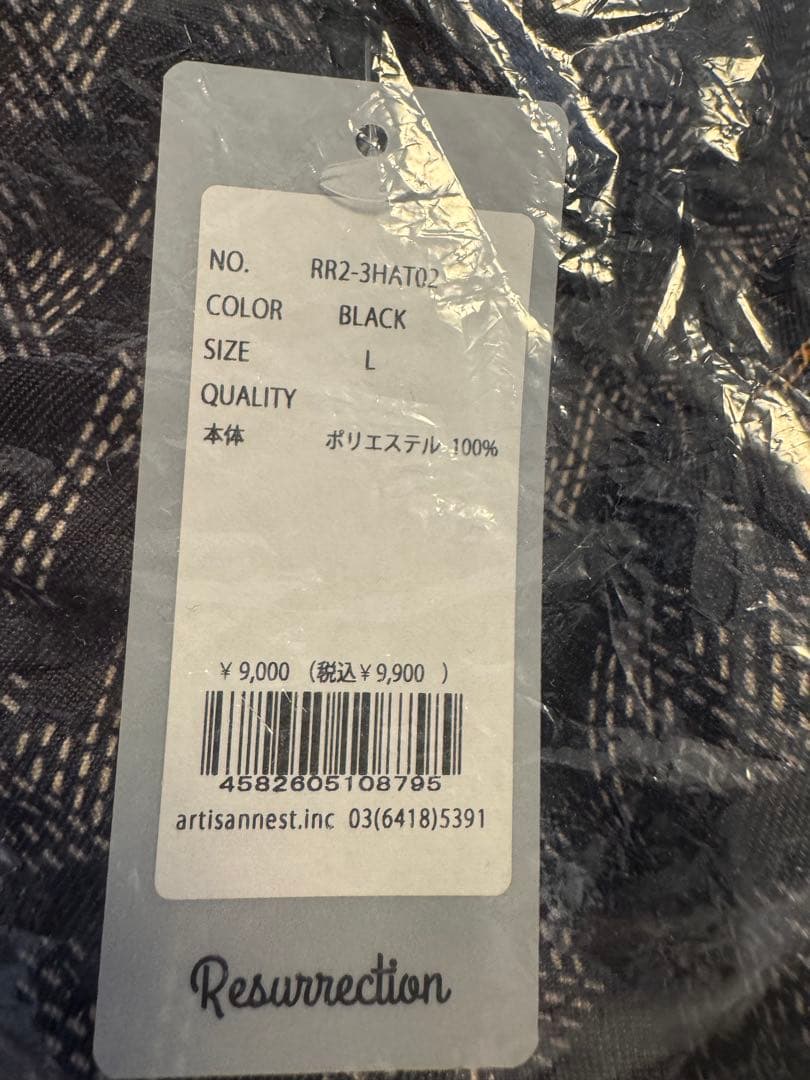 NO. RR2-3HAT02
COLOR BLACK
SIZE L
QUALITY
本体 ポリエステル 100%
¥ 9,000 (税込¥ 9,900 )
4582605108795
artisannest.inc 03(6418)5391
Resurrection